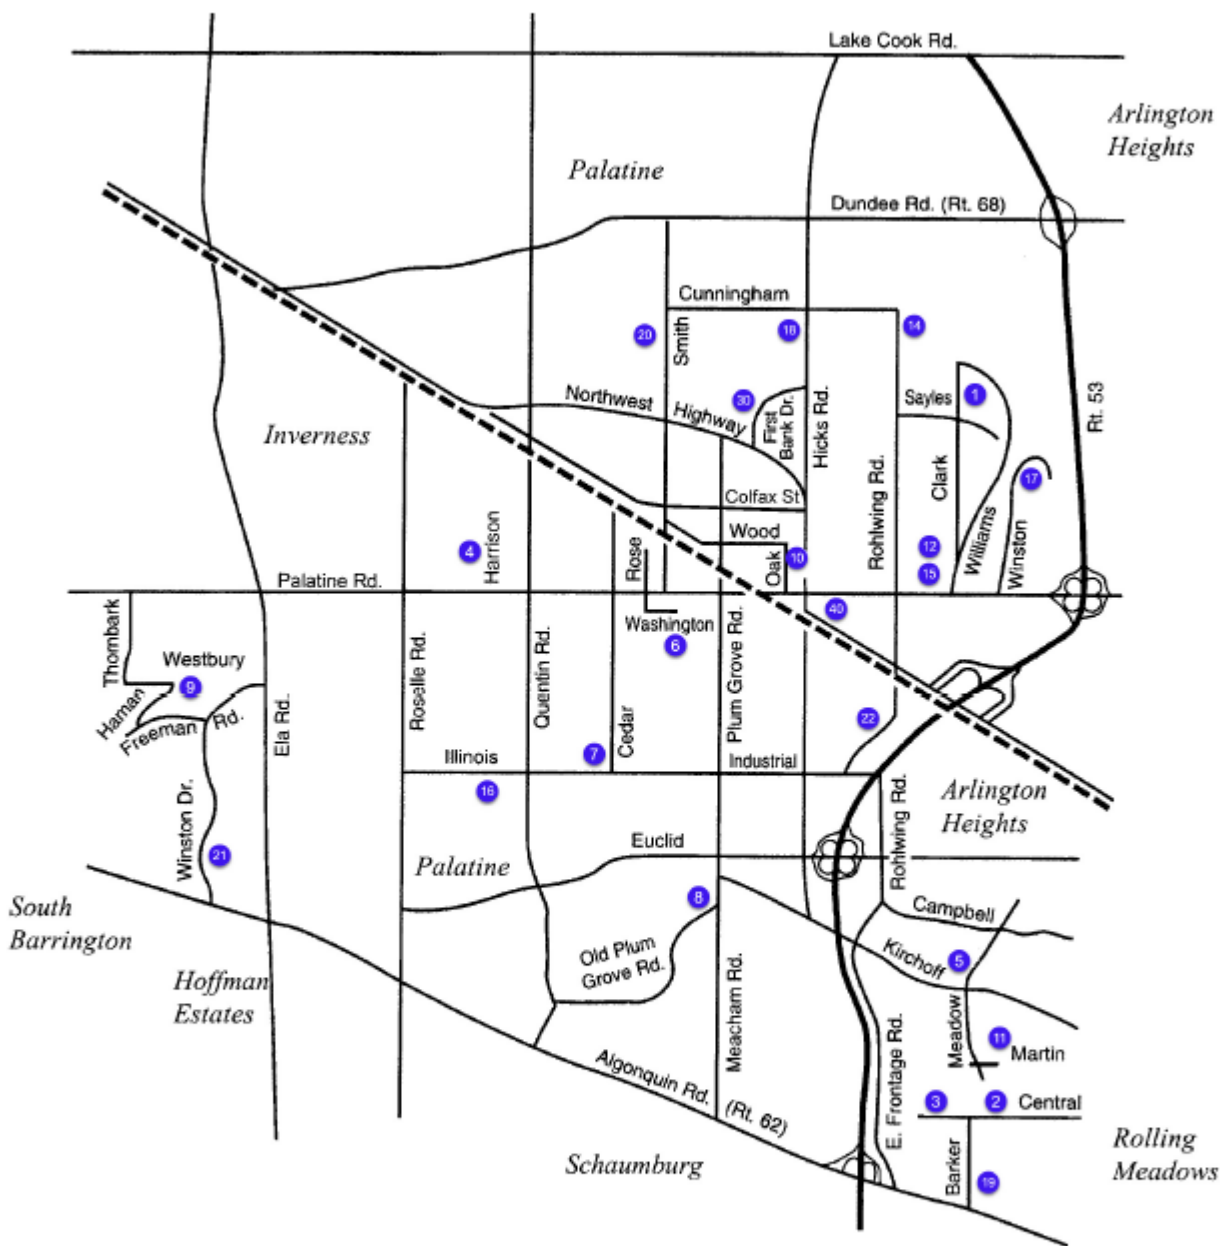 Lake Cook Rd.
Arlington
Heights
Palatine
Dundee Rd. (Rt. 68)
Cunningham
20
Smith
18
14
Northwest
Highway
30
First
Bank Dr.
Hicks Rd.
Sayles
1
Rt. 53
Inverness
Colfax St
Rohlwing Rd.
Clark
17
Wood
4
Harrison
Rose
Oak
10
12
15
Williams
Winston
Palatine Rd.
40
Thornbark
Washington
6
Westbury
9
Haman
Freeman
Rd.
Ela Rd.
Roselle Rd.
Quentin Rd.
Cedar
Plum Grove Rd.
22
7
Illinois
Industrial
16
Winston Dr.
21
Arlington
Heights
Rohlwing Rd.
Euclid
Palatine
8
South
Barrington
Campbell
Old Plum
Grove Rd.
Kirchoff
5
Hoffman
Estates
Meacham Rd.
E. Frontage Rd.
Meadow
11
Martin
Algonquin Rd.
(Rt. 62)
3
2
Central
Schaumburg
Barker
19
Rolling
Meadows